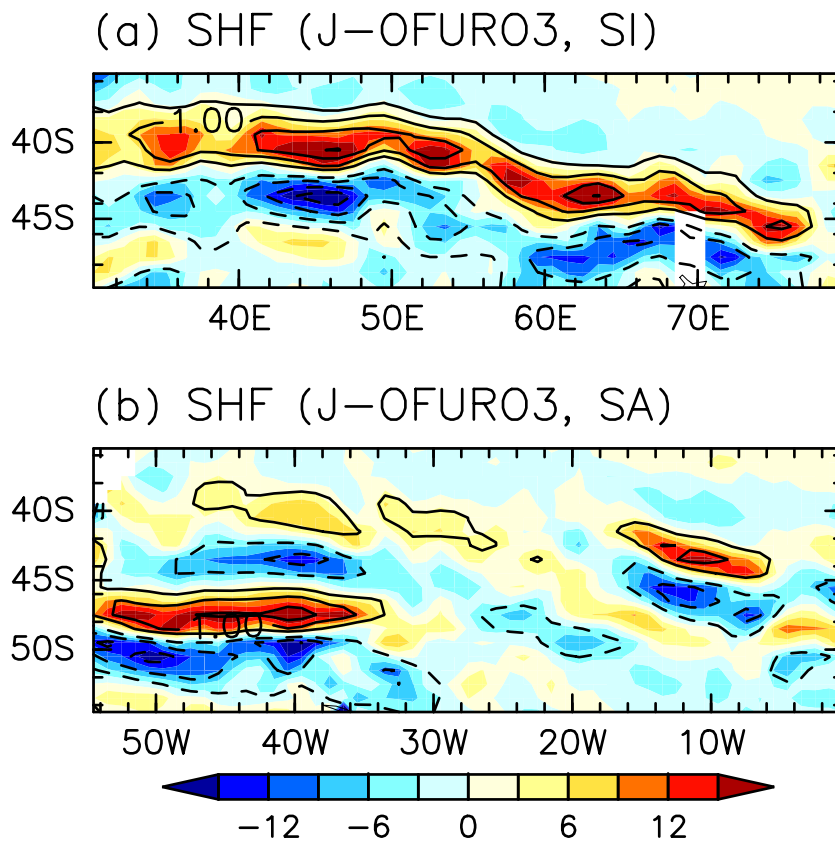 (a) SHF (J−OFURO3, SI)
1.00
40S
45S
40E 50E 60E 70E
(b) SHF (J−OFURO3, SA)
40S
45S
1.00
50S
50W 40W 30W 20W 10W
−12 −6 0 6 12